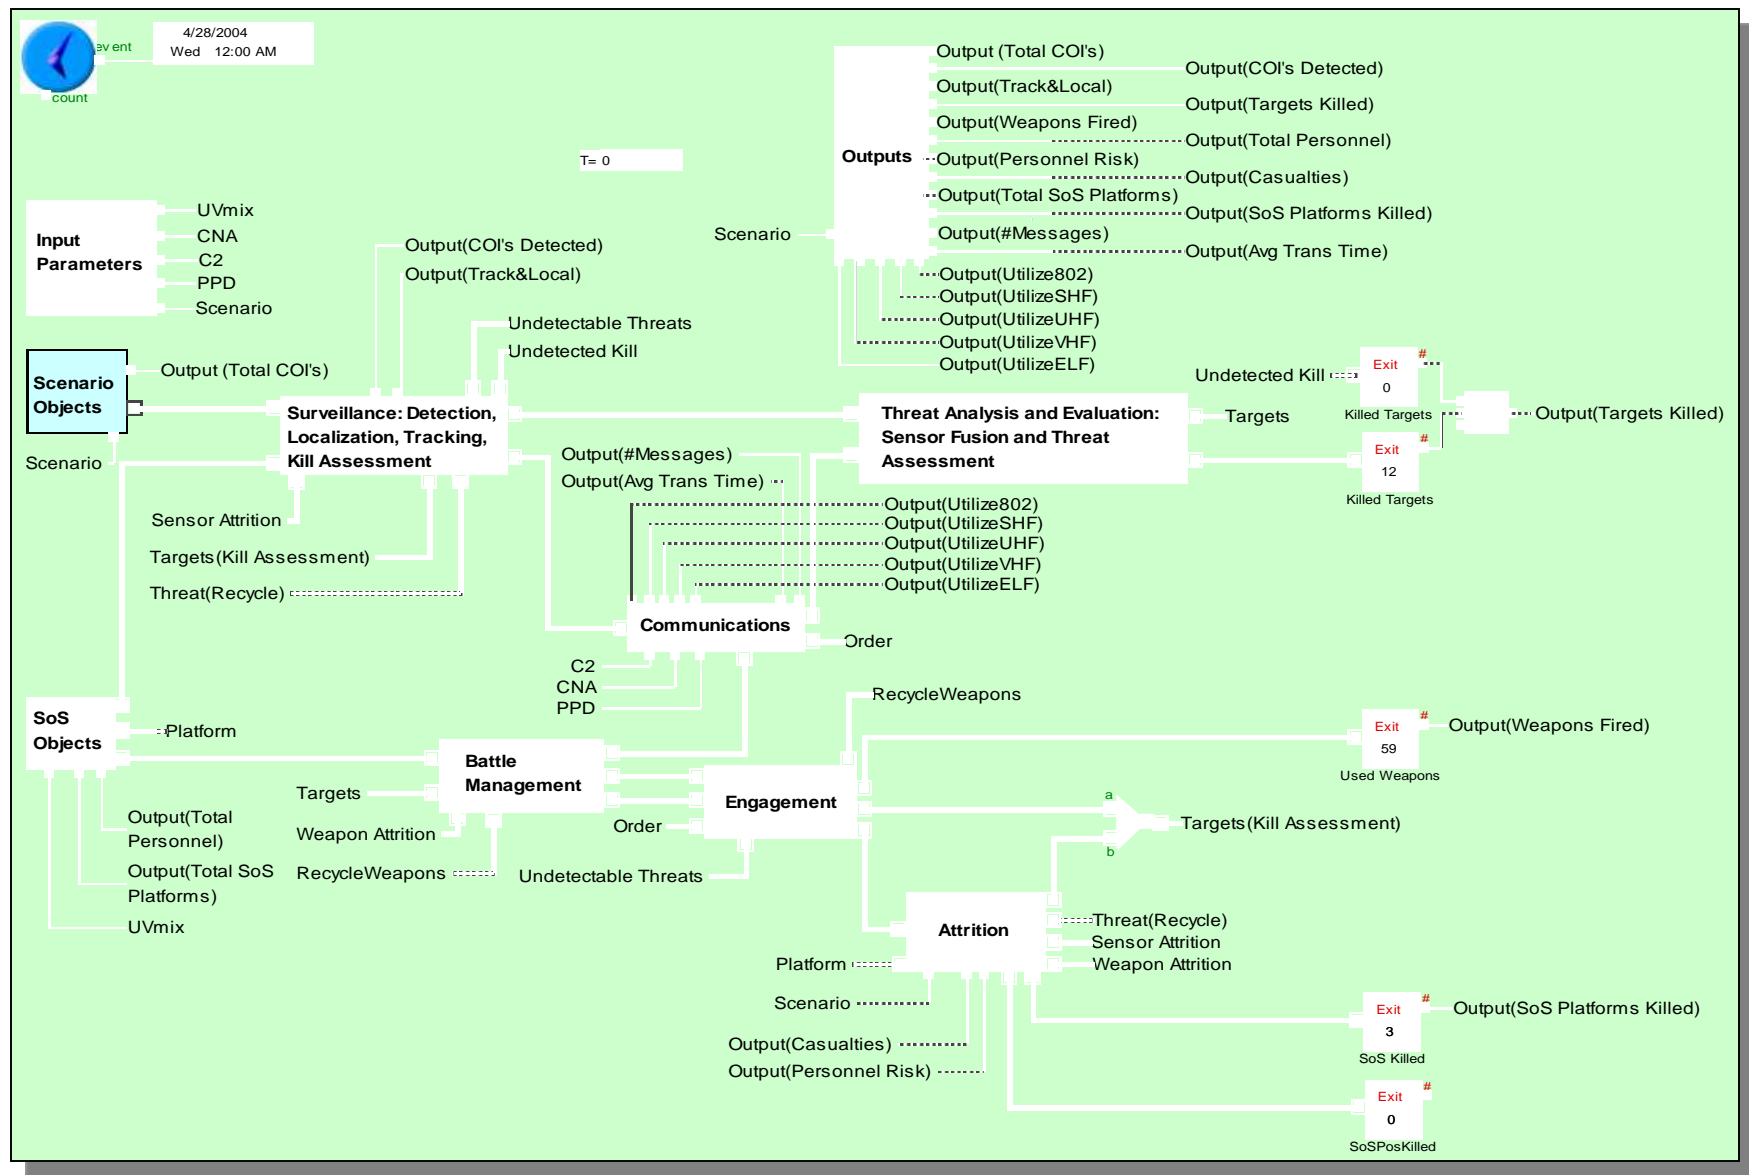 event
4/28/2004
Wed 12:00 AM
count
T= 0
Outputs
Output (Total COI's)
Output(COI's Detected)
Output(Track&Local)
Output(Targets Killed)
Output(Weapons Fired)
Output(Total Personnel)
Output(Personnel Risk)
Output(Casualties)
Output(Total SoS Platforms)
Output(SoS Platforms Killed)
Output(#Messages)
Output(Avg Trans Time)
Scenario
Output(Utilize802)
Output(UtilizeSHF)
Output(UtilizeUHF)
Output(UtilizeVHF)
Output(UtilizeELF)
Input
Parameters
UVmix
CNA
C2
PPD
Scenario
Output(COI's Detected)
Output(Track&Local)
Undetectable Threats
Undetected Kill
Scenario
Objects
Output (Total COI's)
Scenario
Surveillance: Detection,
Localization, Tracking,
Kill Assessment
Sensor Attrition
Targets(Kill Assessment)
Threat(Recycle)
Threat Analysis and Evaluation:
Sensor Fusion and Threat
Assessment
Targets
Undetected Kill
#
Exit
0
Killed Targets
#
Exit
12
Killed Targets
Output(Targets Killed)
Output(#Messages)
Output(Avg Trans Time)
Output(Utilize802)
Output(UtilizeSHF)
Output(UtilizeUHF)
Output(UtilizeVHF)
Output(UtilizeELF)
Communications
Order
C2
CNA
PPD
SoS
Objects
Platform
Output(Total
Personnel)
Output(Total SoS
Platforms)
UVmix
Battle
Management
Targets
Weapon Attrition
RecycleWeapons
RecycleWeapons
Engagement
Order
Undetectable Threats
#
Exit
59
Used Weapons
Output(Weapons Fired)
a
b
Targets(Kill Assessment)
Attrition
Threat(Recycle)
Sensor Attrition
Weapon Attrition
Platform
Scenario
Output(Casualties)
Output(Personnel Risk)
#
Exit
3
SoS Killed
Output(SoS Platforms Killed)
#
Exit
0
SoSPosKilled